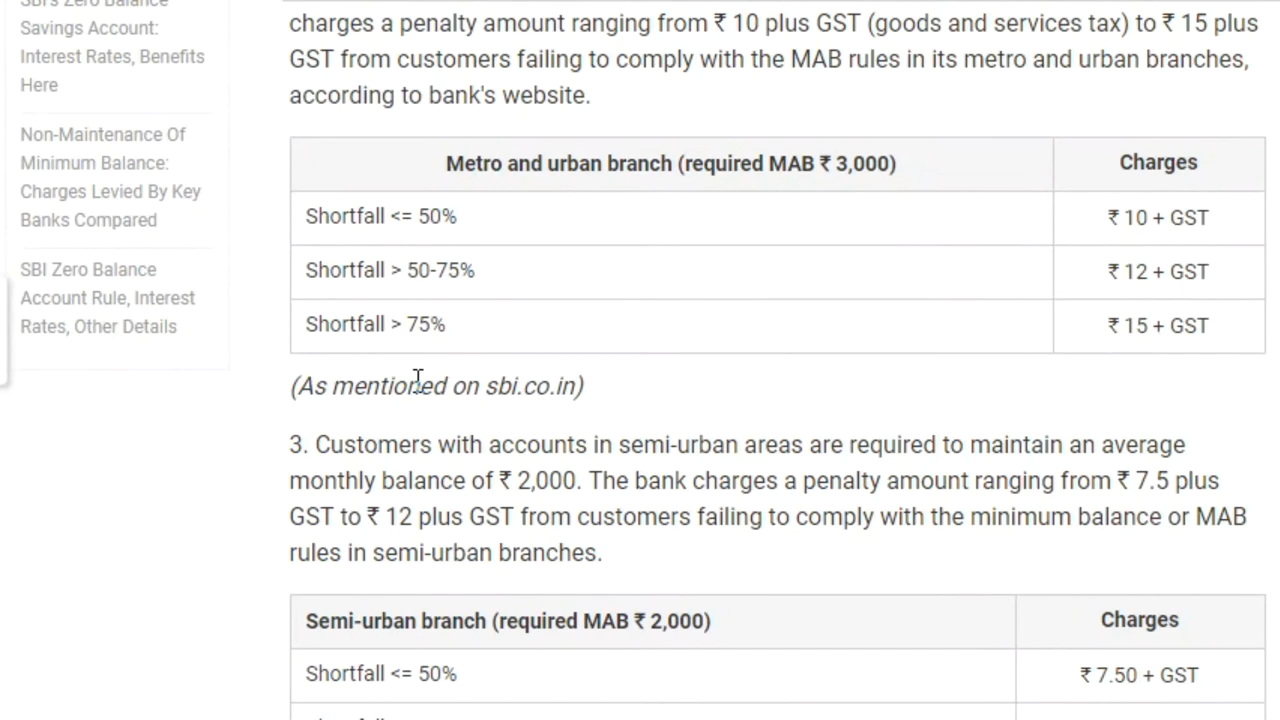 SBI's Zero Balance
Savings Account:
Interest Rates, Benefits
Here
Non-Maintenance Of
Minimum Balance:
Charges Levied By Key
Banks Compared
SBI Zero Balance
Account Rule, Interest
Rates, Other Details
charges a penalty amount ranging from ₹ 10 plus GST (goods and services tax) to ₹ 15 plus
GST from customers failing to comply with the MAB rules in its metro and urban branches,
according to bank's website.
Metro and urban branch (required MAB ₹ 3,000) Charges
Shortfall <= 50% ₹ 10 + GST
Shortfall > 50-75% ₹ 12 + GST
Shortfall > 75% ₹ 15 + GST
(As mentioned on sbi.co.in)
3. Customers with accounts in semi-urban areas are required to maintain an average
monthly balance of ₹ 2,000. The bank charges a penalty amount ranging from ₹ 7.5 plus
GST to ₹ 12 plus GST from customers failing to comply with the minimum balance or MAB
rules in semi-urban branches.
Semi-urban branch (required MAB ₹ 2,000) Charges
Shortfall <= 50% ₹ 7.50 + GST